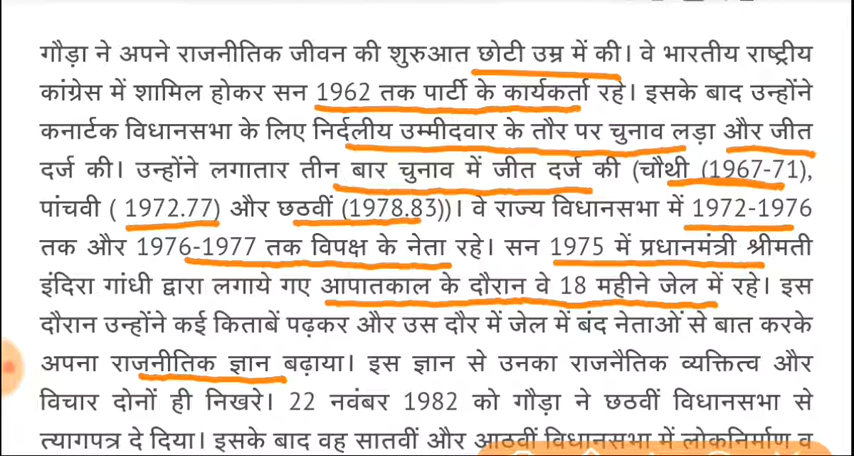 गौड़ा ने अपने राजनीतिक जीवन की शुरुआत छोटी उम्र में की। वे भारतीय राष्ट्रीय
कांग्रेस में शामिल होकर सन 1962 तक पार्टी के कार्यकर्ता रहे। इसके बाद उन्होंने
कनार्टक विधानसभा के लिए निर्दलीय उम्मीदवार के तौर पर चुनाव लड़ा और जीत
दर्ज की। उन्होंने लगातार तीन बार चुनाव में जीत दर्ज की (चौथी (1967-71),
पांचवी ( 1972.77) और छठवीं (1978.83))। वे राज्य विधानसभा में 1972-1976
तक और 1976-1977 तक विपक्ष के नेता रहे। सन 1975 में प्रधानमंत्री श्रीमती
इंदिरा गांधी द्वारा लगाये गए आपातकाल के दौरान वे 18 महीने जेल में रहे। इस
दौरान उन्होंने कई किताबें पढ़कर और उस दौर में जेल में बंद नेताओं से बात करके
अपना राजनीतिक ज्ञान बढ़ाया। इस ज्ञान से उनका राजनैतिक व्यक्तित्व और
विचार दोनों ही निखरे। 22 नवंबर 1982 को गौड़ा ने छठवीं विधानसभा से
त्यागपत्र दे दिया। इसके बाद वह सातवीं और आठवीं विधानसभा में लोकनिर्माण व